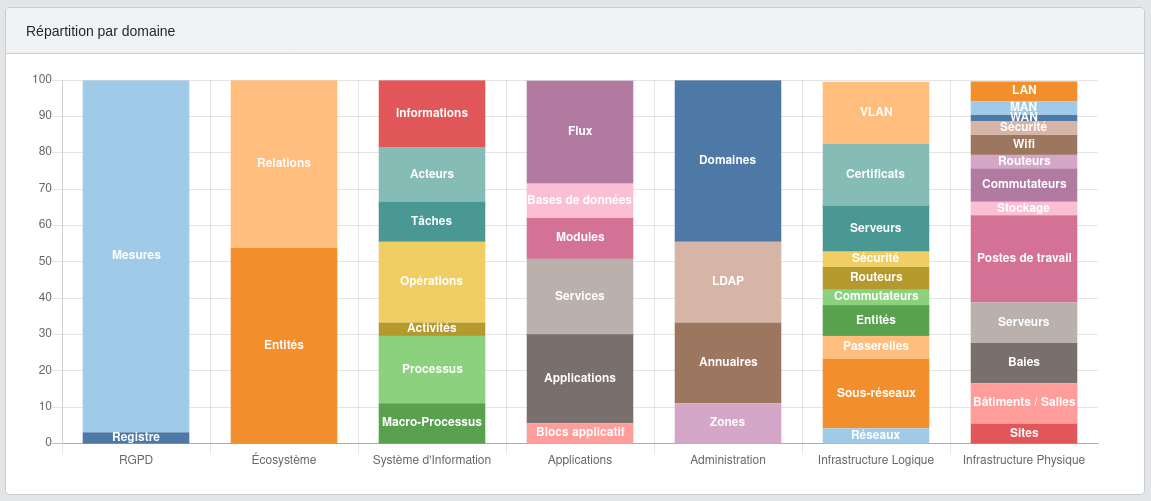 Répartition par domaine
100
90
80
70
60
50
40
30
20
10
0
Mesures
Registre
Relations
Entités
Informations
Acteurs
Tâches
Opérations
Activités
Processus
Macro-Processus
Flux
Bases de données
Modules
Services
Applications
Blocs applicatif
Domaines
LDAP
Annuaires
Zones
VLAN
Certificats
Serveurs
Sécurité
Routeurs
Commutateurs
Entités
Passerelles
Sous-réseaux
Réseaux
LAN
MAN
WAN
Sécurité
Wifi
Routeurs
Commutateurs
Stockage
Postes de travail
Serveurs
Baies
Bâtiments / Salles
Sites
RGPD
Écosystème
Système d'Information
Applications
Administration
Infrastructure Logique
Infrastructure Physique